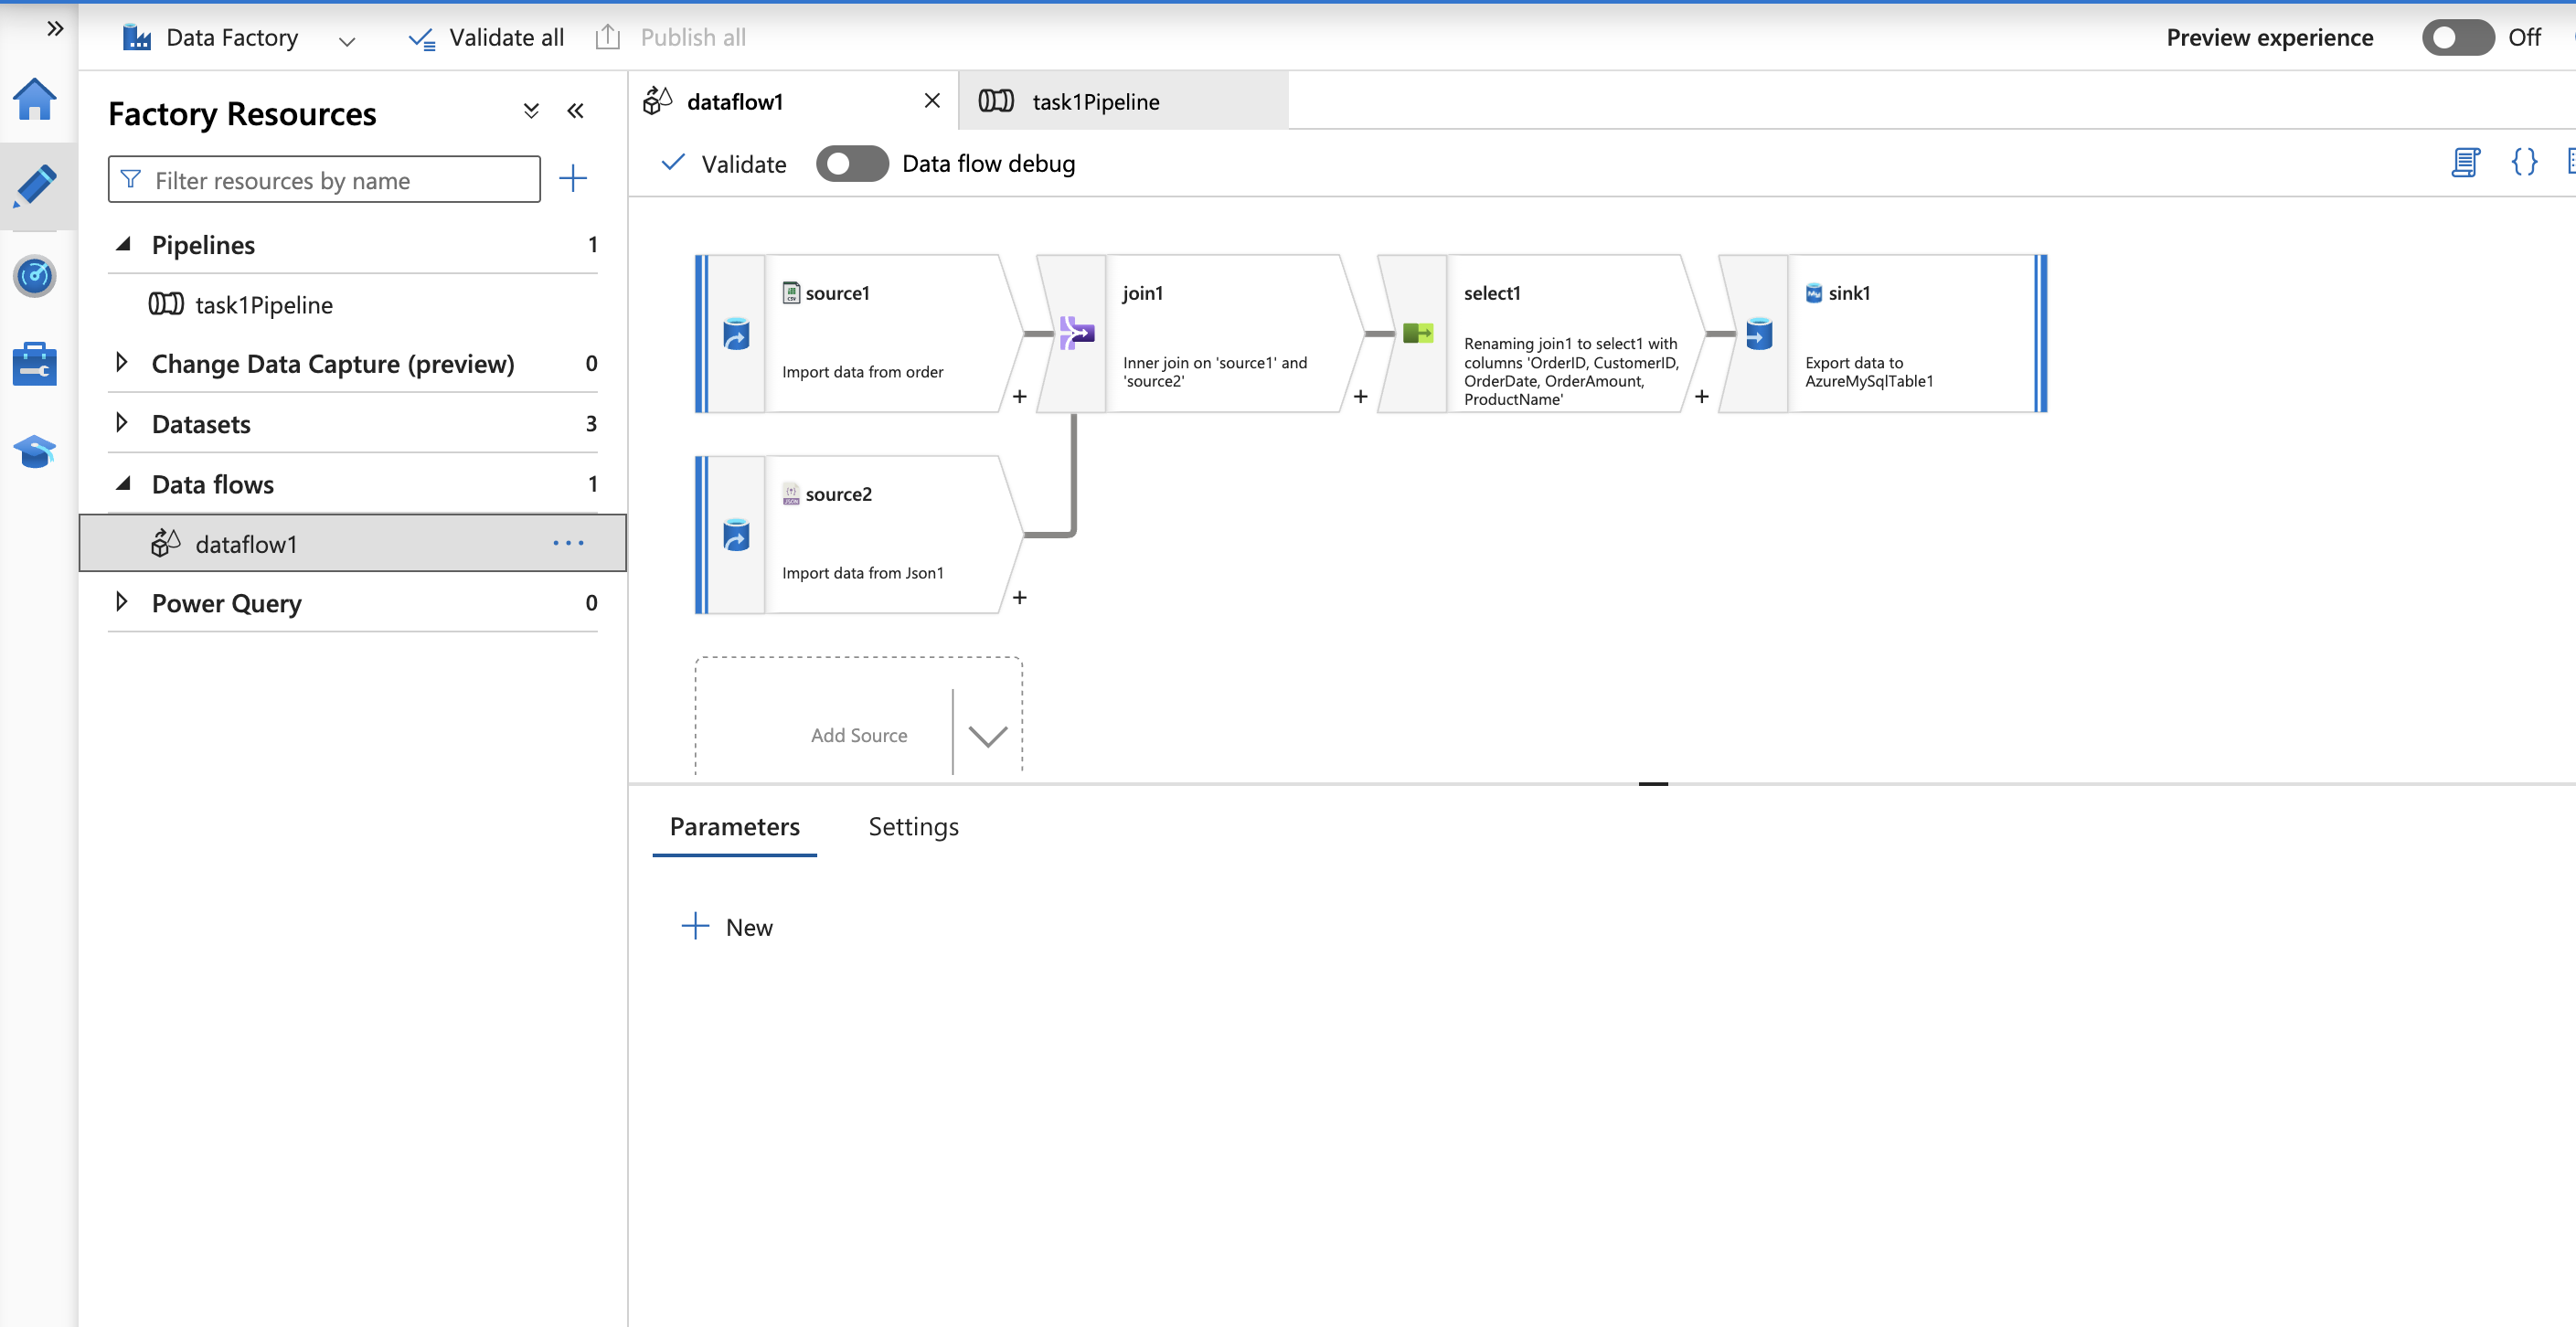 Data Factory
Validate all
Publish all
Preview experience
Off
Factory Resources
Filter resources by name
Pipelines 1
task1Pipeline
Change Data Capture (preview) 0
Datasets 3
Data flows 1
dataflow1
Power Query 0
dataflow1
task1Pipeline
Validate
Data flow debug
source1
Import data from order
join1
Inner join on 'source1' and
'source2'
select1
Renaming join1 to select1 with
columns 'OrderID, CustomerID,
OrderDate, OrderAmount,
ProductName'
sink1
Export data to
AzureMySqlTable1
source2
Import data from Json1
Add Source
Parameters
Settings
New